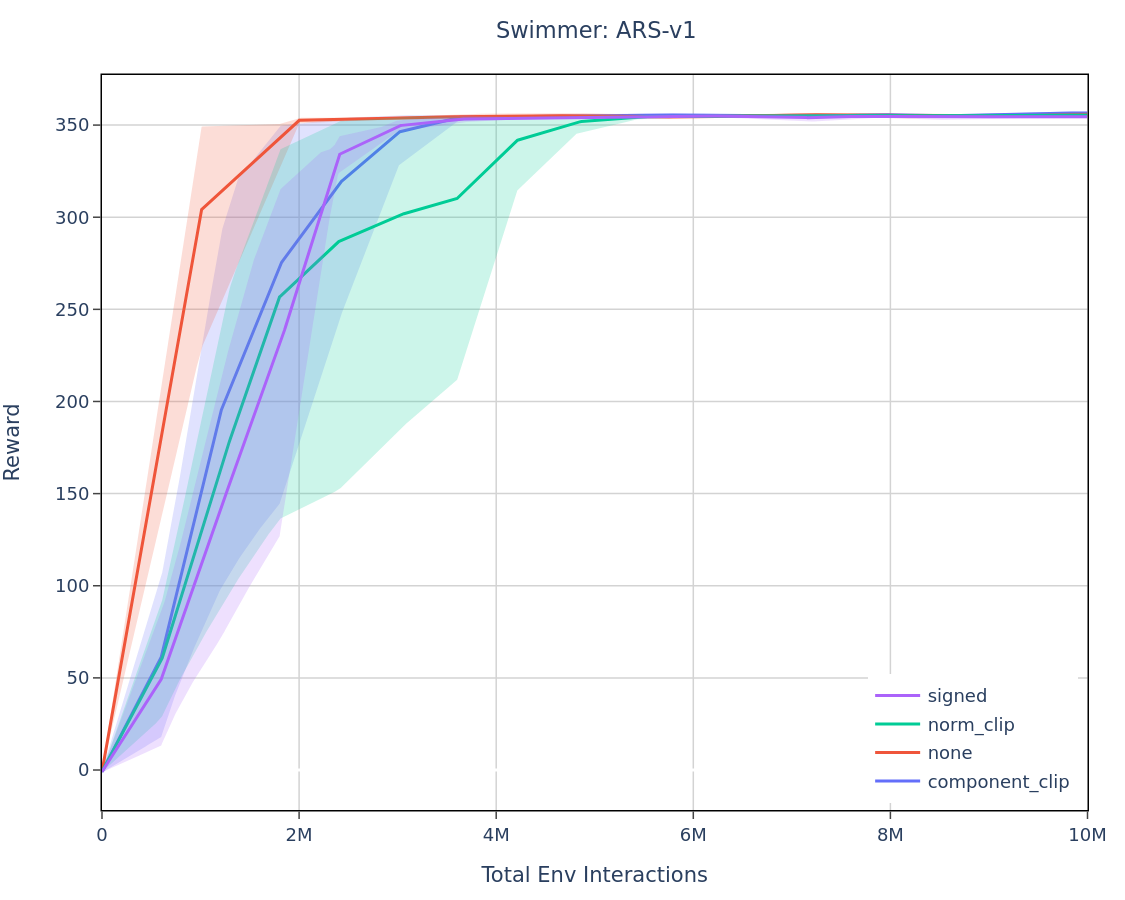 Swimmer: ARS-v1
Reward
350
300
250
200
150
100
50
0
0 2M 4M 6M 8M 10M
Total Env Interactions
signed
norm_clip
none
component_clip